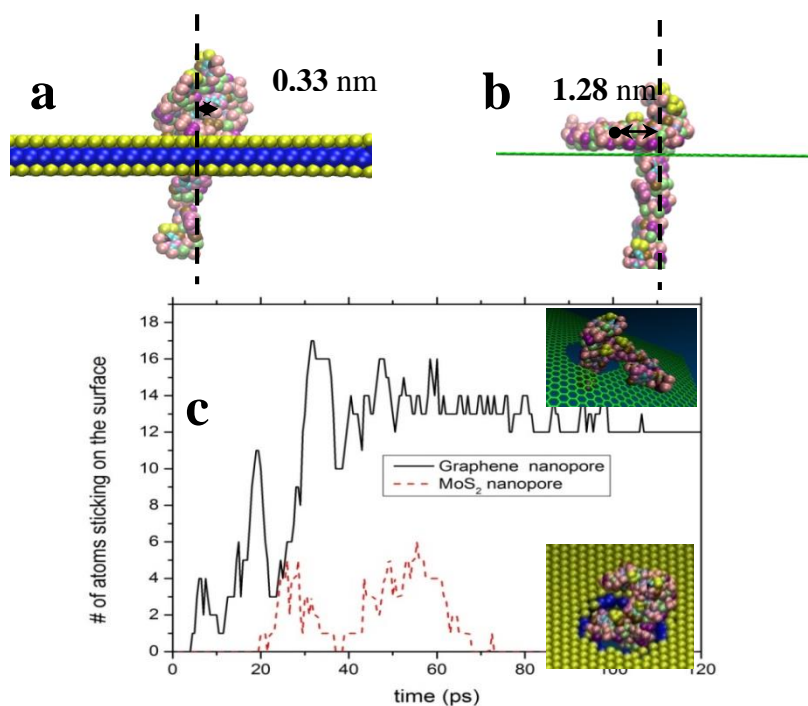 a
0.33 nm
b
1.28 nm
c
# of atoms sticking on the surface
18
16
14
12
10
8
6
4
2
0
Graphene nanopore
MoS₂ nanopore
0
20
40
60
80
100
120
time (ps)